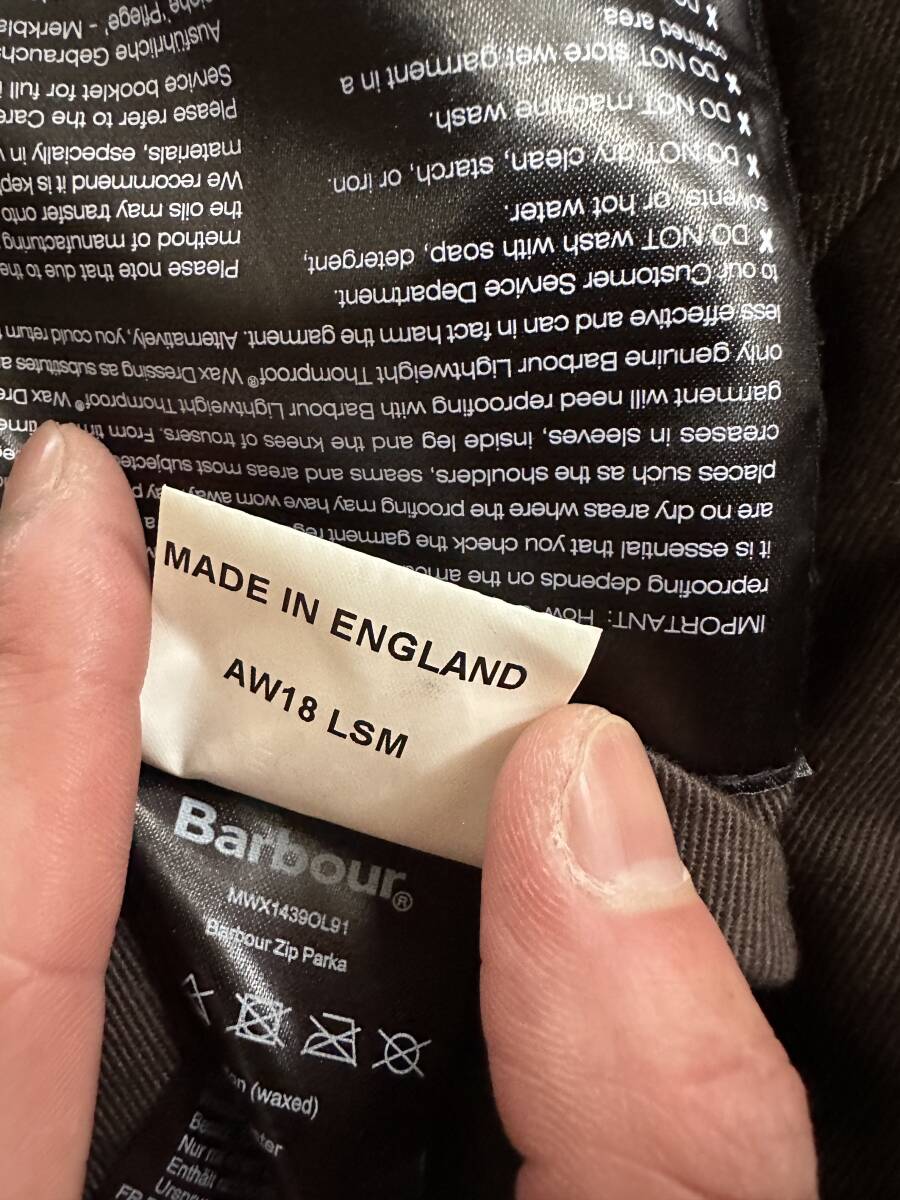 MADE IN ENGLAND
AW18 LSM
Barbour®
MWX1439OL91
Barbour Zip Parka
(waxed)
Nur
Enthäl
IMPORTANT:
reproofing depends on the
it is essential that you check the garment
are no dry areas where the proofing may have worn
places such as the shoulders, seams and areas most
creases in sleeves, inside leg and the knees of trousers. From
garment will need reproofing with Barbour Lightweight Thornproof® Wax
only genuine Barbour Lightweight Thornproof® Wax Dressing as substitutes
less effective and can in fact harm the garment. Alternatively, you could return
to our Customer Service Department.
X DO NOT wash with soap, detergent,
solvents, or hot water.
X DO NOT dry clean, starch, or iron.
X DO NOT machine wash.
X DO NOT store wet garment in a
confined area
X
Please note that due to the
method of manufacturing
the oils may transfer onto
We recommend it is kept
materials, especially in
Please refer to the Care
Service booklet for full
Ausführliche Gebrauchs
Pflege' - Merkbla